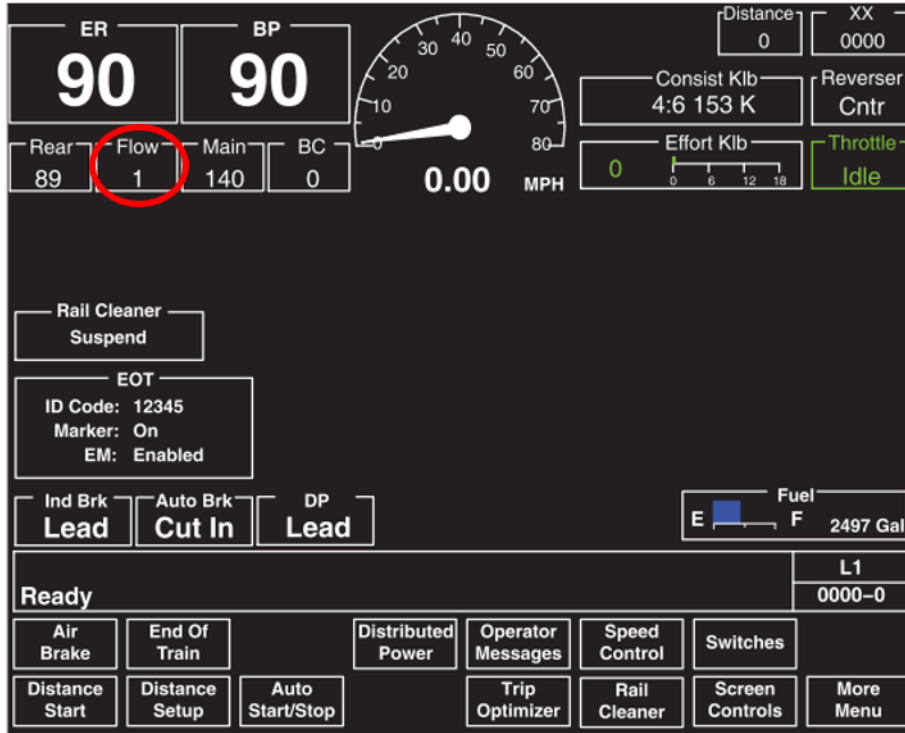 ER BP Distance XX
90 90 0 0000
Consist Klb Reverser
4:6 153 K Cntr
0 10 20 30 40 50 60 70 80
Rear Flow Main BC Effort Klb Throttle
89 1 140 0 0.00 MPH 0 0 6 12 18 Idle
Rail Cleaner
Suspend
EOT
ID Code: 12345
Marker: On
EM: Enabled
Ind Brk Auto Brk DP Fuel
Lead Cut In Lead E F 2497 Gal
L1
Ready 0000-0
Air End Of Distributed Operator Speed Switches
Brake Train Power Messages Control
Distance Distance Auto Trip Rail Screen More
Start Setup Start/Stop Optimizer Cleaner Controls Menu